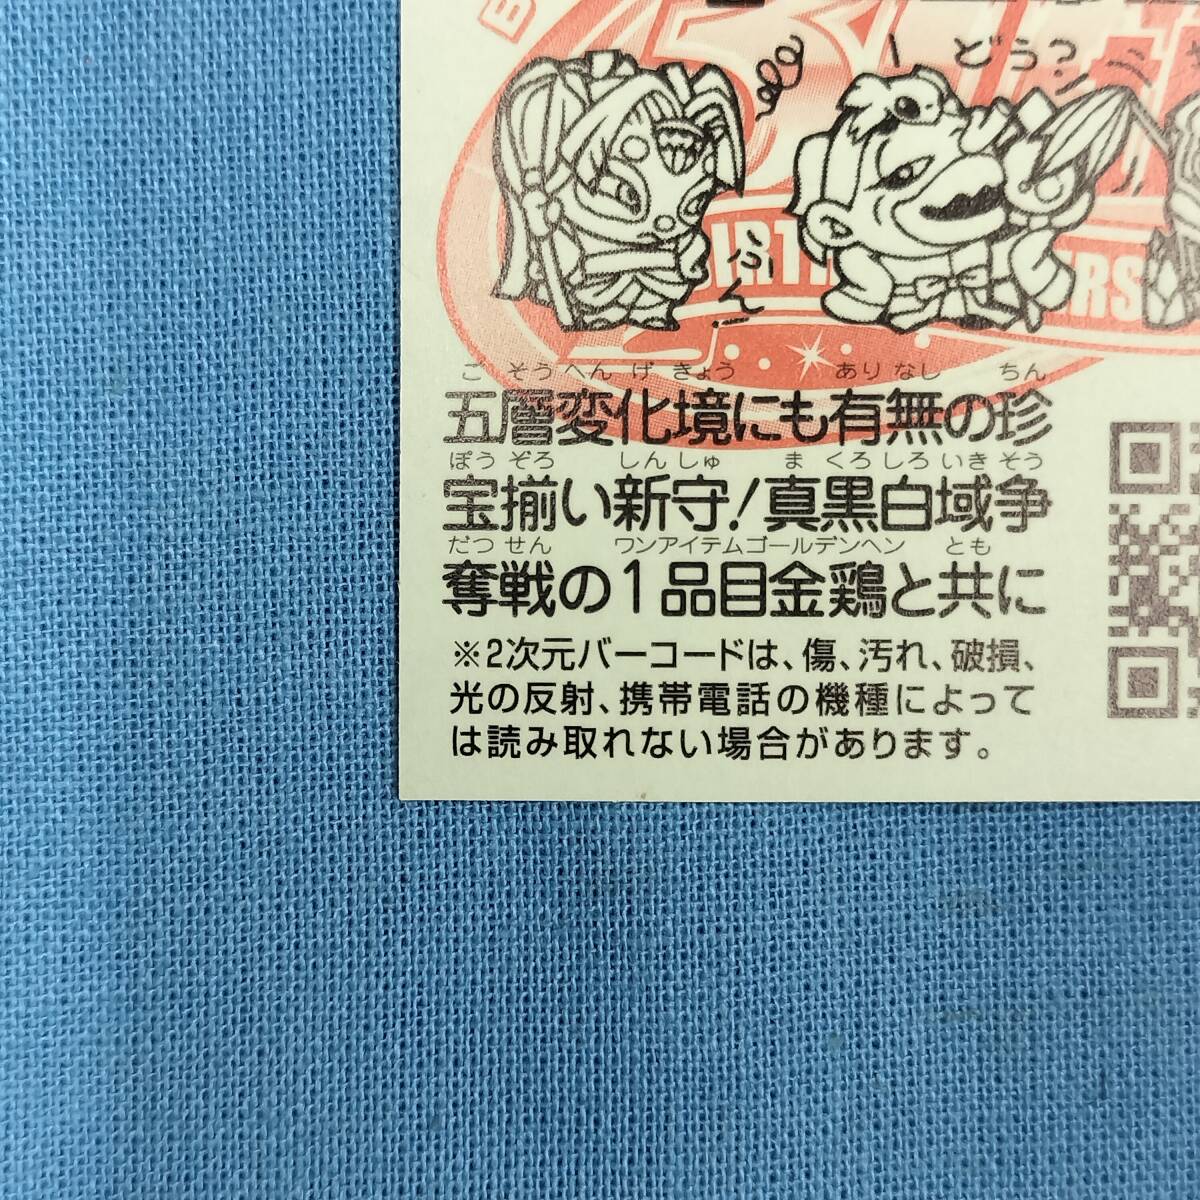 ー どう?
ふん!
ご そう へん げ きょう あり なし ちん
五層変化境にも有無の珍
ぽう ぞろ しん しゅ ま くろ しろ いき そう
宝揃い新守!真黒白域争
だつ せん ワンアイテムゴールデンヘン とも
奪戦の1品目金鶏と共に
※2次元バーコードは、傷、汚れ、破損、
光の反射、携帯電話の機種によって
は読み取れない場合があります。